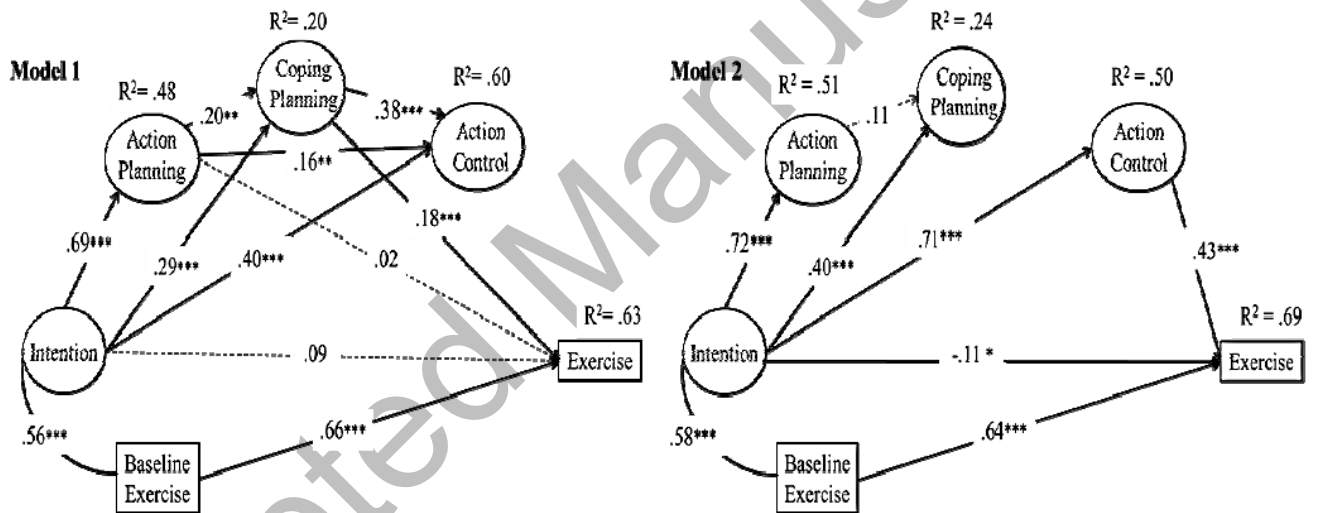 Model 1
R²= .20
Coping
Planning
R²= .48
Action
Planning
.20**
.38***
R²= .60
Action
Control
.16**
.69***
.29***
.40***
.18***
.02
R²= .63
Intention
.09
Exercise
.56***
.66***
Baseline
Exercise
Model 2
R² = .24
Coping
Planning
R² = .51
Action
Planning
.11
R² = .50
Action
Control
.72***
.40***
.71***
.43***
R² = .69
Intention
-.11 *
Exercise
.58***
.64***
Baseline
Exercise
ted Manus